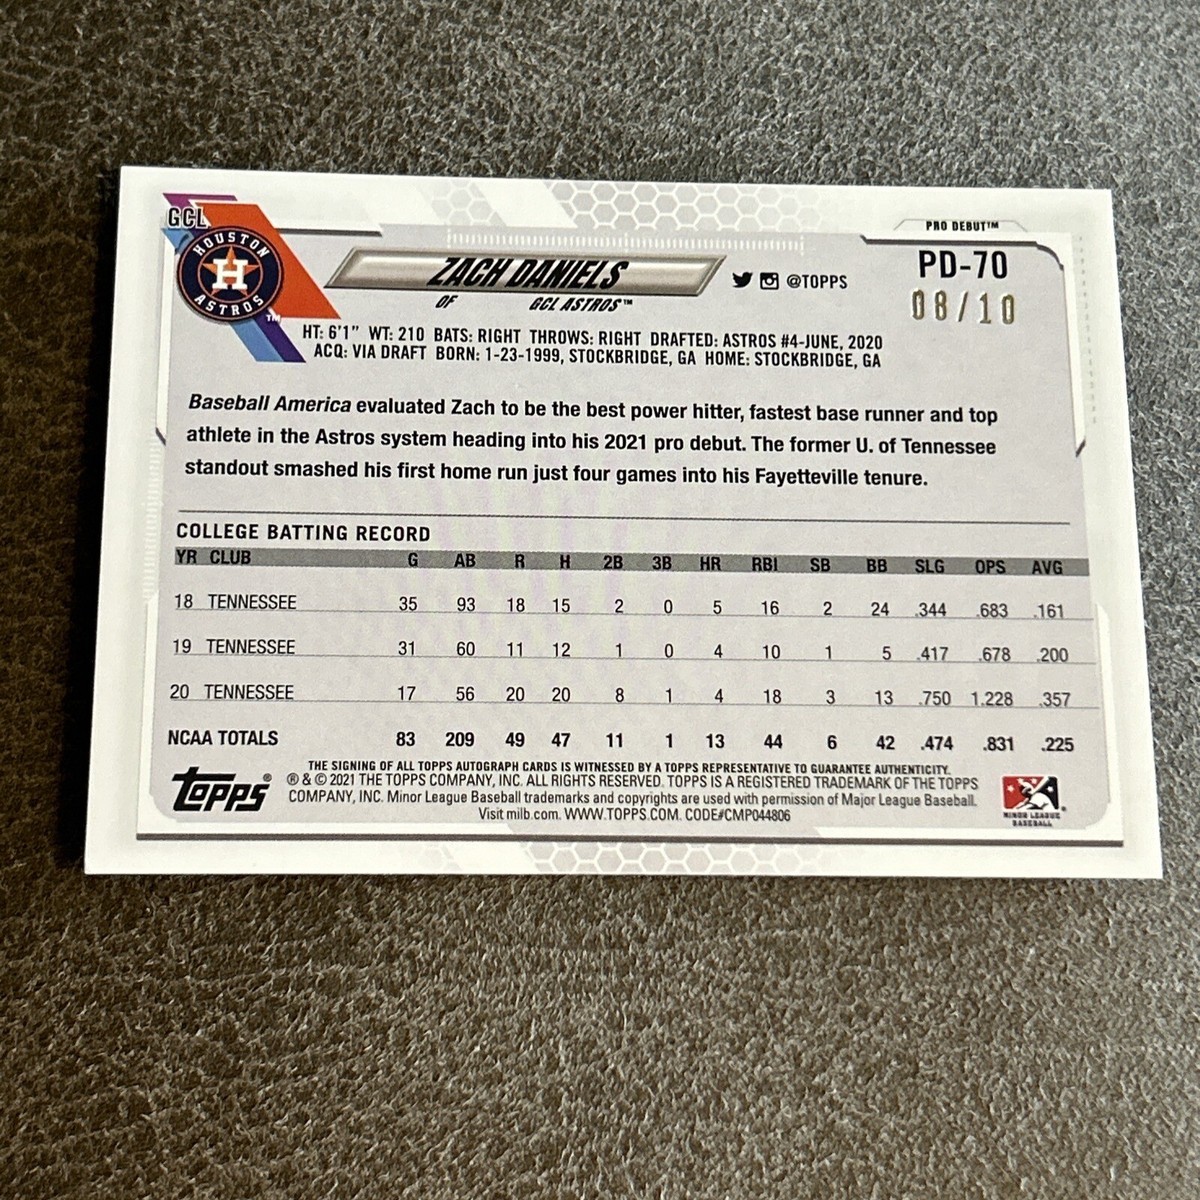 GCL
HOUSTON
H
ASTROS
TM
PRO DEBUT™
ZACH DANIELS
@TOPPS
PD-70
OF GCL ASTROS™
08/10
HT: 6'1" WT: 210 BATS: RIGHT THROWS: RIGHT DRAFTED: ASTROS #4-JUNE, 2020
ACQ: VIA DRAFT BORN: 1-23-1999, STOCKBRIDGE, GA HOME: STOCKBRIDGE, GA
Baseball America evaluated Zach to be the best power hitter, fastest base runner and top
athlete in the Astros system heading into his 2021 pro debut. The former U. of Tennessee
standout smashed his first home run just four games into his Fayetteville tenure.
COLLEGE BATTING RECORD
YR CLUB G AB R H 2B 3B HR RBI SB BB SLG OPS AVG
18 TENNESSEE 35 93 18 15 2 0 5 16 2 24 .344 .683 .161
19 TENNESSEE 31 60 11 12 1 0 4 10 1 5 .417 .678 .200
20 TENNESSEE 17 56 20 20 8 1 4 18 3 13 .750 1.228 .357
NCAA TOTALS 83 209 49 47 11 1 13 44 6 42 .474 .831 .225
THE SIGNING OF ALL TOPPS AUTOGRAPH CARDS IS WITNESSED BY A TOPPS REPRESENTATIVE TO GUARANTEE AUTHENTICITY.
Topps®
® & © 2021 THE TOPPS COMPANY, INC. ALL RIGHTS RESERVED. TOPPS IS A REGISTERED TRADEMARK OF THE TOPPS
COMPANY, INC. Minor League Baseball trademarks and copyrights are used with permission of Major League Baseball.
Visit milb.com. WWW.TOPPS.COM. CODE#CMP044806
MINOR LEAGUE
BASEBALL
®